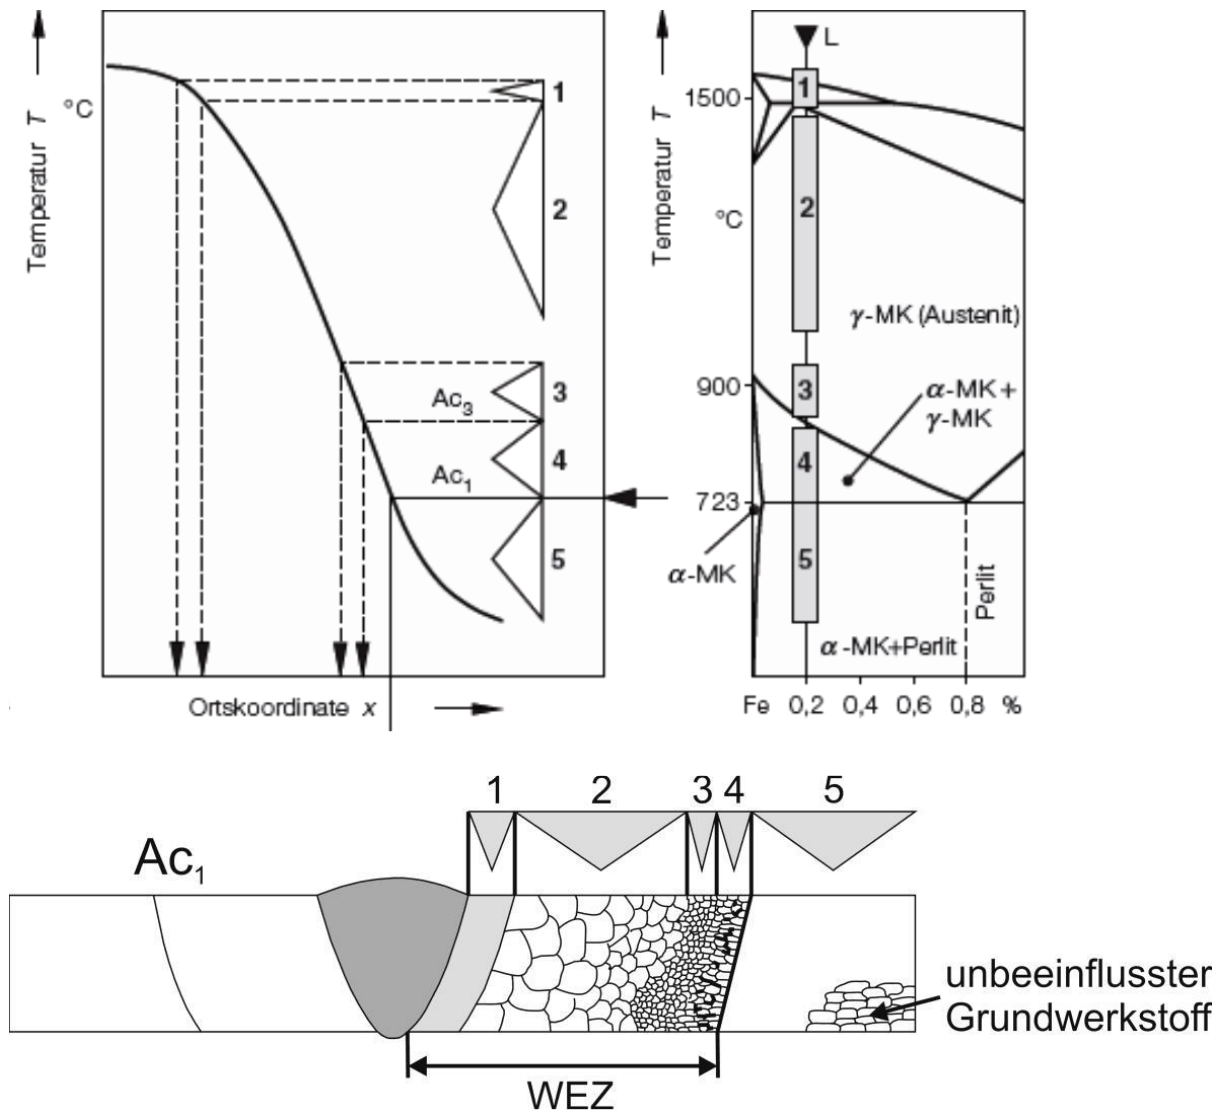 Temperatur T
°C
1
2
3
4
5
Ac3
Ac1
Ortskoordinate x
Temperatur T
°C
L
1500
900
723
1
2
3
4
5
γ-MK (Austenit)
α-MK+
γ-MK
α-MK
Perlit
α-MK+Perlit
Fe 0,2 0,4 0,6 0,8 %
1 2 3 4 5
Ac1
unbeeinflusster
Grundwerkstoff
WEZ